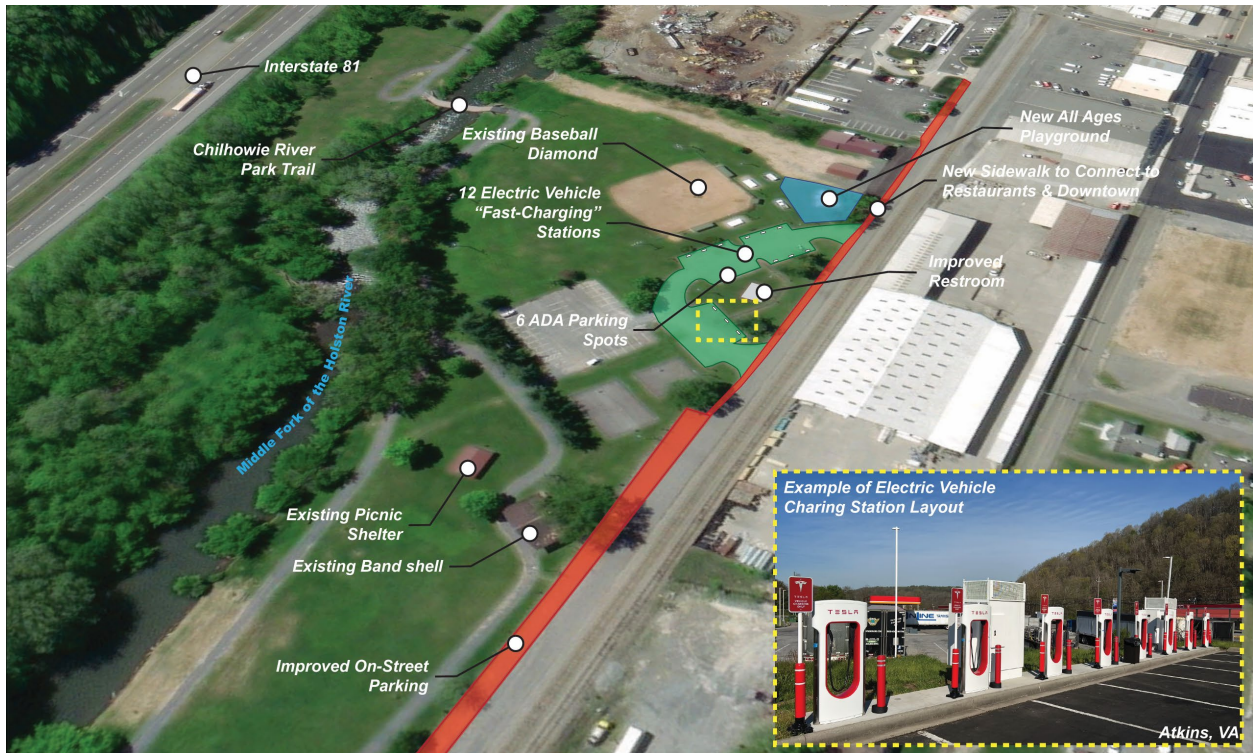 Interstate 81
Chilhowie River
Park Trail
Existing Baseball
Diamond
12 Electric Vehicle
“Fast-Charging”
Stations
New All Ages
Playground
New Sidewalk to Connect to
Restaurants & Downtown
Improved
Restroom
6 ADA Parking
Spots
Middle Fork of the Holston River
Existing Picnic
Shelter
Existing Band shell
Improved On-Street
Parking
Example of Electric Vehicle
Charing Station Layout
TESLA
TESLA
TESLA
Atkins, VA